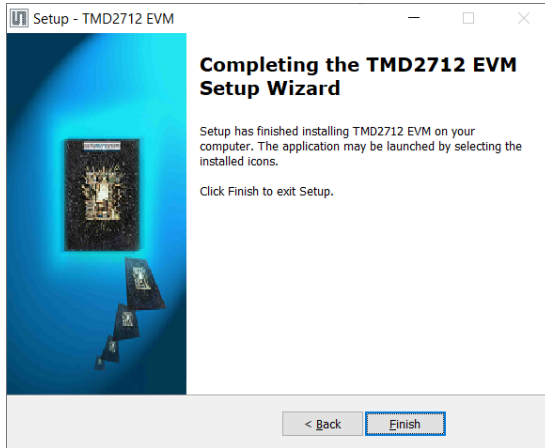 Setup - TMD2712 EVM
Completing the TMD2712 EVM
Setup Wizard
Setup has finished installing TMD2712 EVM on your
computer. The application may be launched by selecting the
installed icons.
Click Finish to exit Setup.
< Back
Finish